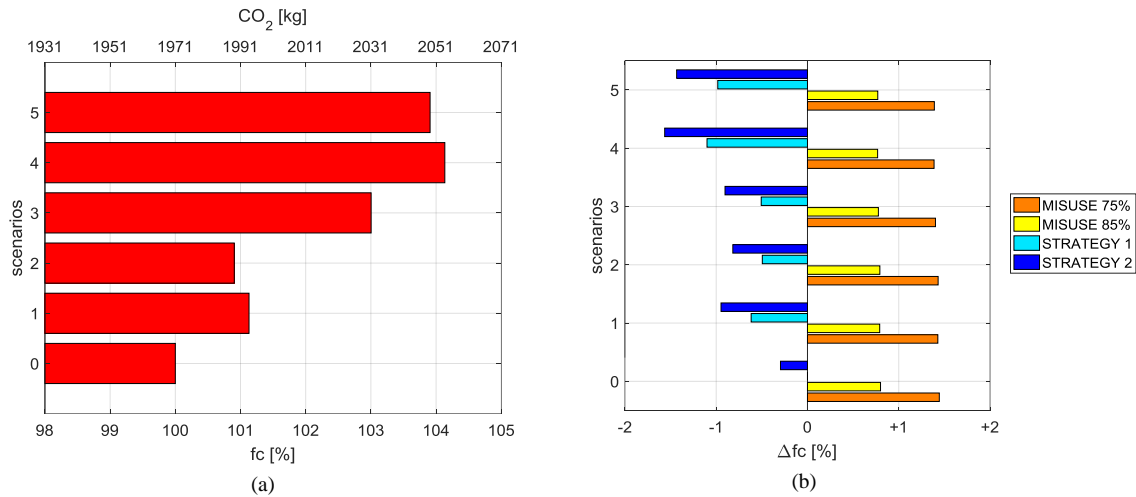 CO2 [kg]
1931 1951 1971 1991 2011 2031 2051 2071
scenarios
5
4
3
2
1
0
98 99 100 101 102 103 104 105
fc [%]
(a)
scenarios
5
4
3
2
1
0
-2 -1 0 +1 +2
Δfc [%]
(b)
MISUSE 75%
MISUSE 85%
STRATEGY 1
STRATEGY 2